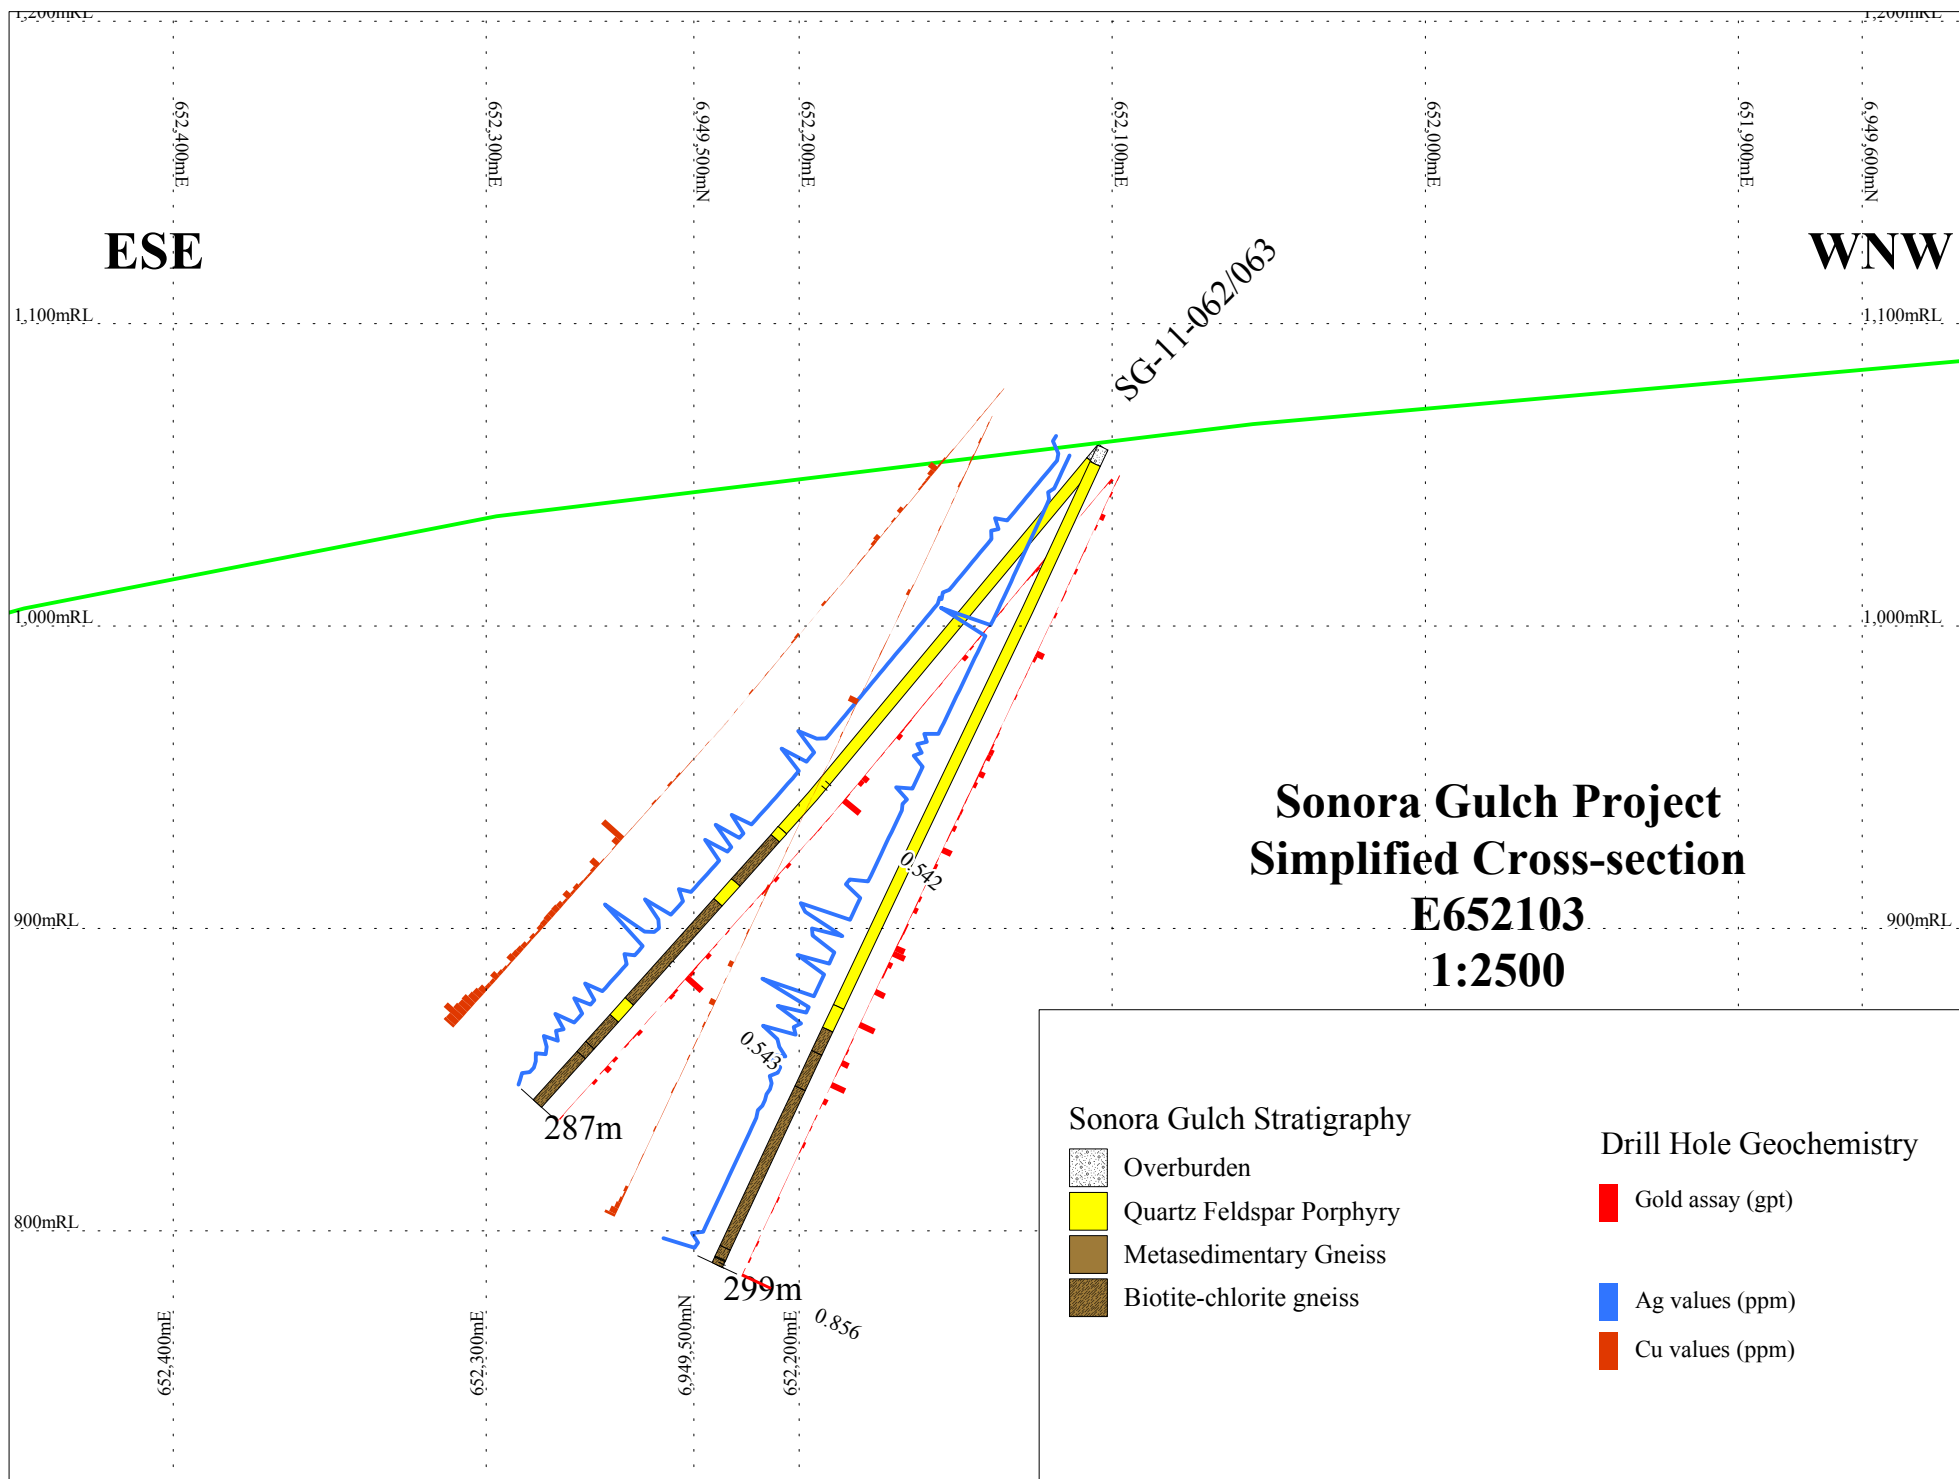 1,200mRL
1,200mRL
652,400mE
652,300mE
6,949,500mN
652,200mE
652,100mE
652,000mE
651,900mE
6,949,600mN
ESE
WNW
SG-11-062/063
1,100mRL
1,100mRL
1,000mRL
1,000mRL
Sonora Gulch Project
Simplified Cross-section
E652103
1:2500
0.542
900mRL
900mRL
0.543
287m
800mRL
299m
0.856
652,400mE
652,300mE
6,949,500mN
652,200mE
Sonora Gulch Stratigraphy
Overburden
Quartz Feldspar Porphyry
Metasedimentary Gneiss
Biotite-chlorite gneiss
Drill Hole Geochemistry
Gold assay (gpt)
Ag values (ppm)
Cu values (ppm)